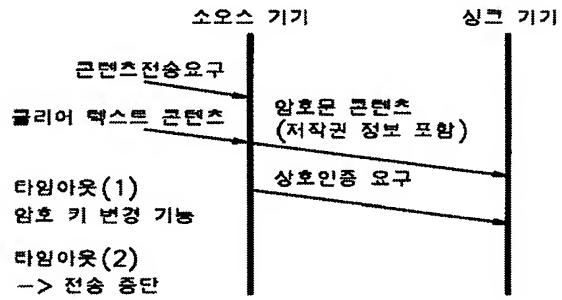 소오스 기기 싱크 기기
콘텐츠전송요구
클리어 텍스트 콘텐츠
암호문 콘텐츠
(저작권 정보 포함)
상호인증 요구
타임아웃(1)
암호 키 변경 기능
타임아웃(2)
—> 전송 중단